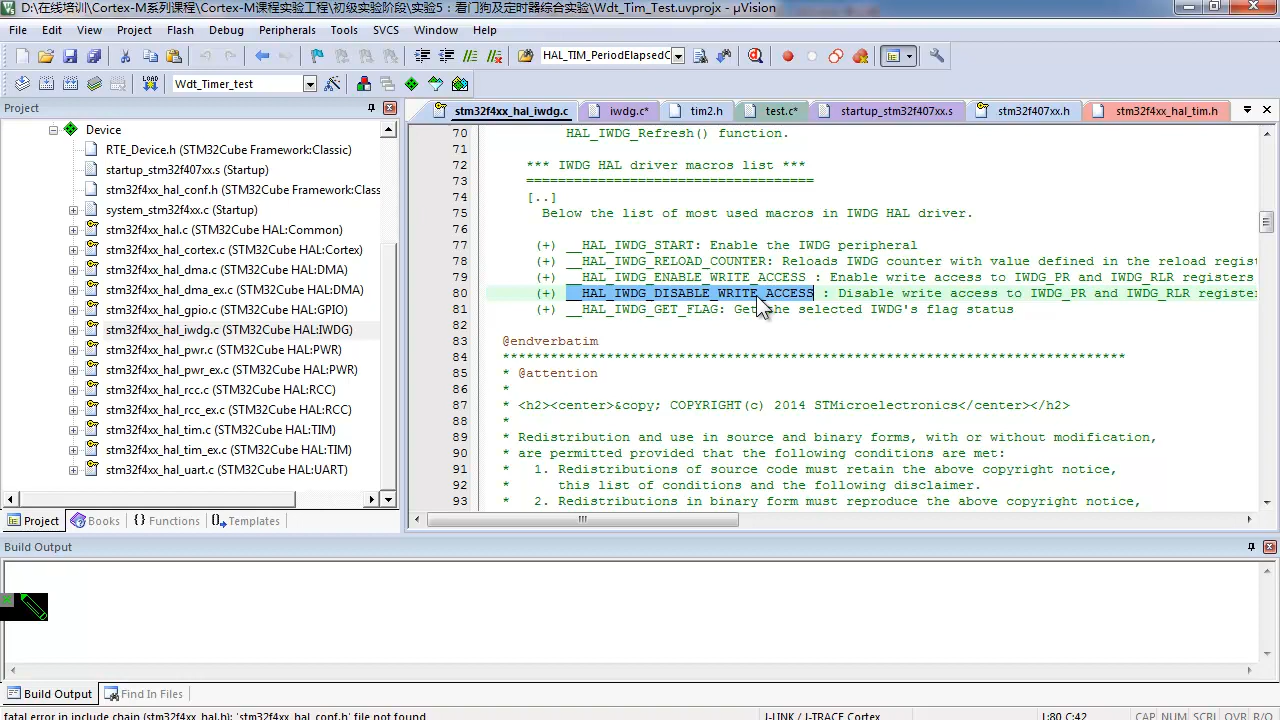 D:\在线培训\Cortex-M系列课程\Cortex-M课程实验工程\初级实验阶段\实验5：看门狗及定时器综合实验\Wdt_Tim_Test.uvprojx - µVision
File Edit View Project Flash Debug Peripherals Tools SVCS Window Help
HAL_TIM_PeriodElapsedC
LOAD Wdt_Timer_test
Project
Device
RTE_Device.h (STM32Cube Framework:Classic)
startup_stm32f407xx.s (Startup)
stm32f4xx_hal_conf.h (STM32Cube Framework:Classic
system_stm32f4xx.c (Startup)
stm32f4xx_hal.c (STM32Cube HAL:Common)
stm32f4xx_hal_cortex.c (STM32Cube HAL:Cortex)
stm32f4xx_hal_dma.c (STM32Cube HAL:DMA)
stm32f4xx_hal_dma_ex.c (STM32Cube HAL:DMA)
stm32f4xx_hal_gpio.c (STM32Cube HAL:GPIO)
stm32f4xx_hal_iwdg.c (STM32Cube HAL:IWDG)
stm32f4xx_hal_pwr.c (STM32Cube HAL:PWR)
stm32f4xx_hal_pwr_ex.c (STM32Cube HAL:PWR)
stm32f4xx_hal_rcc.c (STM32Cube HAL:RCC)
stm32f4xx_hal_rcc_ex.c (STM32Cube HAL:RCC)
stm32f4xx_hal_tim.c (STM32Cube HAL:TIM)
stm32f4xx_hal_tim_ex.c (STM32Cube HAL:TIM)
stm32f4xx_hal_uart.c (STM32Cube HAL:UART)
Project Books Functions Templates
stm32f4xx_hal_iwdg.c iwdg.c* tim2.h test.c* startup_stm32f407xx.s stm32f407xx.h stm32f4xx_hal_tim.h
70 HAL_IWDG_Refresh() function.
71
72 *** IWDG HAL driver macros list ***
73 ====================================
74 [..]
75 Below the list of most used macros in IWDG HAL driver.
76
77 (+) __HAL_IWDG_START: Enable the IWDG peripheral
78 (+) __HAL_IWDG_RELOAD_COUNTER: Reloads IWDG counter with value defined in the reload regist
79 (+) __HAL_IWDG_ENABLE_WRITE_ACCESS : Enable write access to IWDG_PR and IWDG_RLR registers
80 (+) __HAL_IWDG_DISABLE_WRITE_ACCESS : Disable write access to IWDG_PR and IWDG_RLR register
81 (+) __HAL_IWDG_GET_FLAG: Get the selected IWDG's flag status
82
83 @endverbatim
84 ******************************************************************************
85 * @attention
86 *
87 * <h2><center>&copy; COPYRIGHT(c) 2014 STMicroelectronics</center></h2>
88 *
89 * Redistribution and use in source and binary forms, with or without modification,
90 * are permitted provided that the following conditions are met:
91 * 1. Redistributions of source code must retain the above copyright notice,
92 * this list of conditions and the following disclaimer.
93 * 2. Redistributions in binary form must reproduce the above copyright notice,
Build Output
Build Output Find In Files
fatal error in include chain (stm32f4xx_hal.h): 'stm32f4xx_hal_conf.h' file not found J-LINK / J-TRACE Cortex L:80 C:42 CAP NUM SCRL OVR R/O